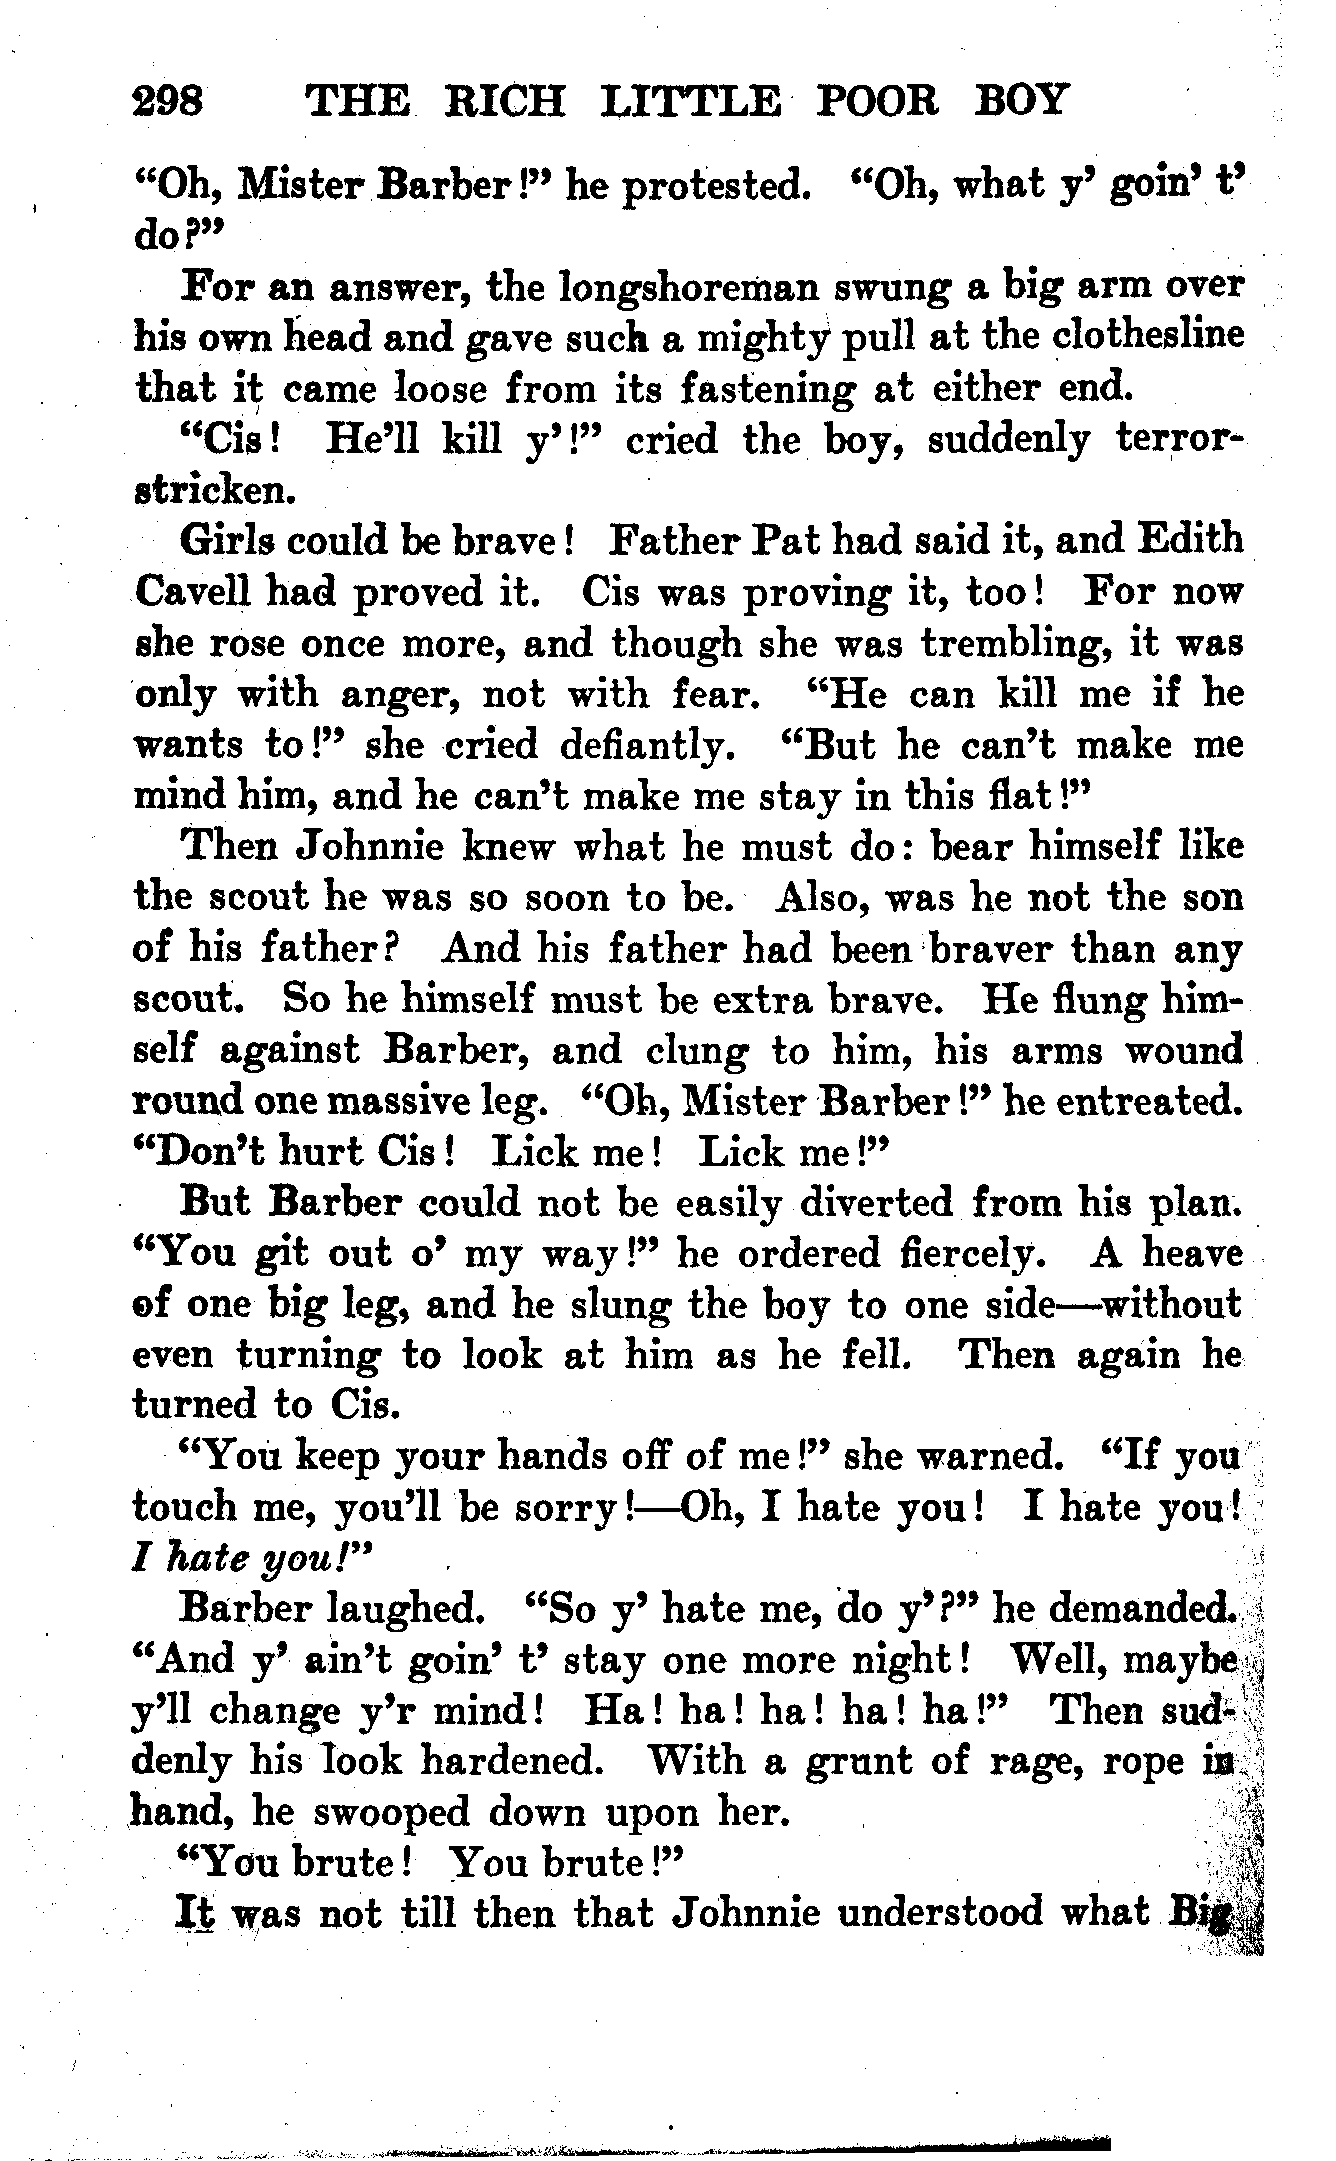 298 THE RICH LITTLE POOR BOY
“Oh, Mister Barber!” he protested. “Oh, what y’ goin’ t’
do?”
For an answer, the longshoreman swung a big arm over
his own head and gave such a mighty pull at the clothesline
that it came loose from its fastening at either end.
“Cis! He’ll kill y’!” cried the boy, suddenly terror-
stricken.
Girls could be brave! Father Pat had said it, and Edith
Cavell had proved it. Cis was proving it, too! For now
she rose once more, and though she was trembling, it was
only with anger, not with fear. “He can kill me if he
wants to!” she cried defiantly. “But he can’t make me
mind him, and he can’t make me stay in this flat!”
Then Johnnie knew what he must do: bear himself like
the scout he was so soon to be. Also, was he not the son
of his father? And his father had been braver than any
scout. So he himself must be extra brave. He flung him-
self against Barber, and clung to him, his arms wound
round one massive leg. “Oh, Mister Barber!” he entreated.
“Don’t hurt Cis! Lick me! Lick me!”
But Barber could not be easily diverted from his plan.
“You git out o’ my way!” he ordered fiercely. A heave
of one big leg, and he slung the boy to one side—without
even turning to look at him as he fell. Then again he
turned to Cis.
“You keep your hands off of me!” she warned. “If you
touch me, you’ll be sorry!—Oh, I hate you! I hate you!
I hate you!”
Barber laughed. “So y’ hate me, do y’?” he demanded.
“And y’ ain’t goin’ t’ stay one more night! Well, maybe
y’ll change y’r mind! Ha! ha! ha! ha! ha!” Then sud-
denly his look hardened. With a grunt of rage, rope in
hand, he swooped down upon her.
“You brute! You brute!”
It was not till then that Johnnie understood what Big